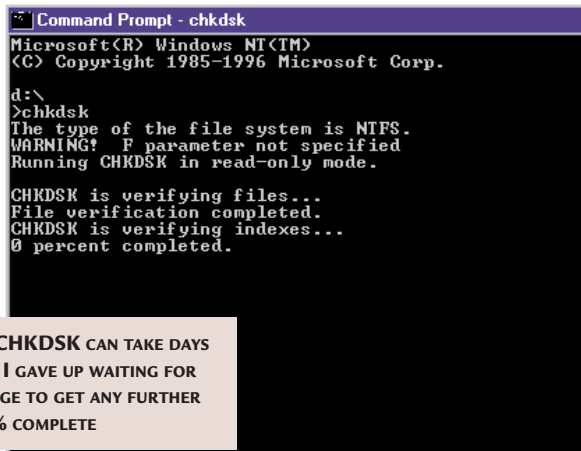 Command Prompt - chkdsk
Microsoft(R) Windows NT(TM)
(C) Copyright 1985-1996 Microsoft Corp.
d:\
>chkdsk
The type of the file system is NTFS.
WARNING!  F parameter not specified
Running CHKDSK in read-only mode.
CHKDSK is verifying files...
File verification completed.
CHKDSK is verifying indexes...
0 percent completed.
CHKDSK CAN TAKE DAYS
I GAVE UP WAITING FOR
GE TO GET ANY FURTHER
% COMPLETE